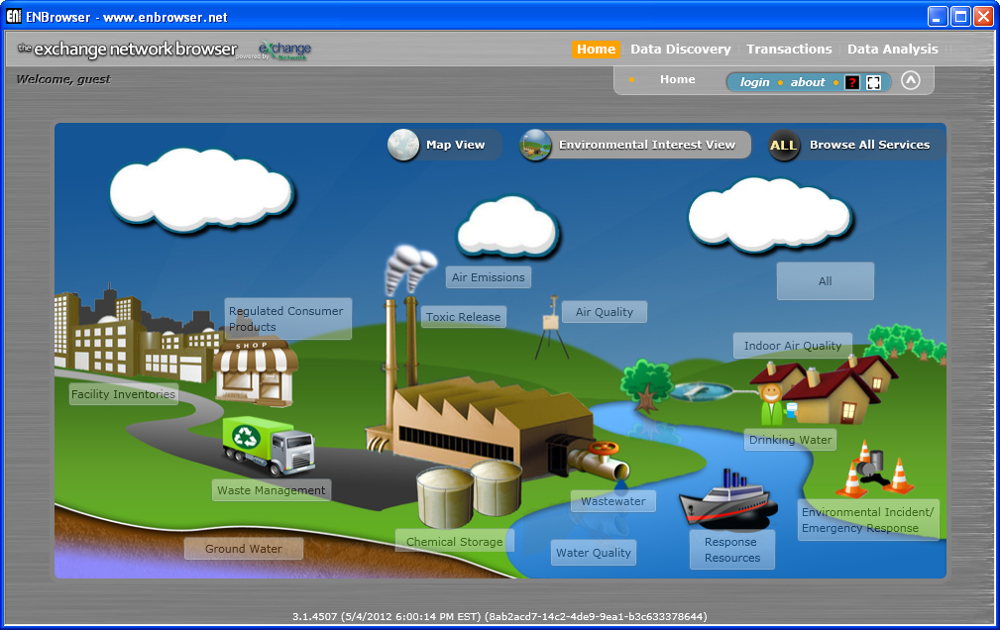 ENBrowser - www.enbrowser.net
the exchange network browser
powered by exchange Network
Home Data Discovery Transactions Data Analysis
Welcome, guest
Home login about ?
Map View Environmental Interest View ALL Browse All Services
Air Emissions
All
Regulated Consumer
Products
Toxic Release
Air Quality
SHOP
Indoor Air Quality
Facility Inventories
Drinking Water
Waste Management
Wastewater
Environmental Incident/
Emergency Response
Chemical Storage
Response
Resources
Ground Water
Water Quality
3.1.4507 (5/4/2012 6:00:14 PM EST) (8ab2acd7-14c2-4de9-9ea1-b3c633378644)